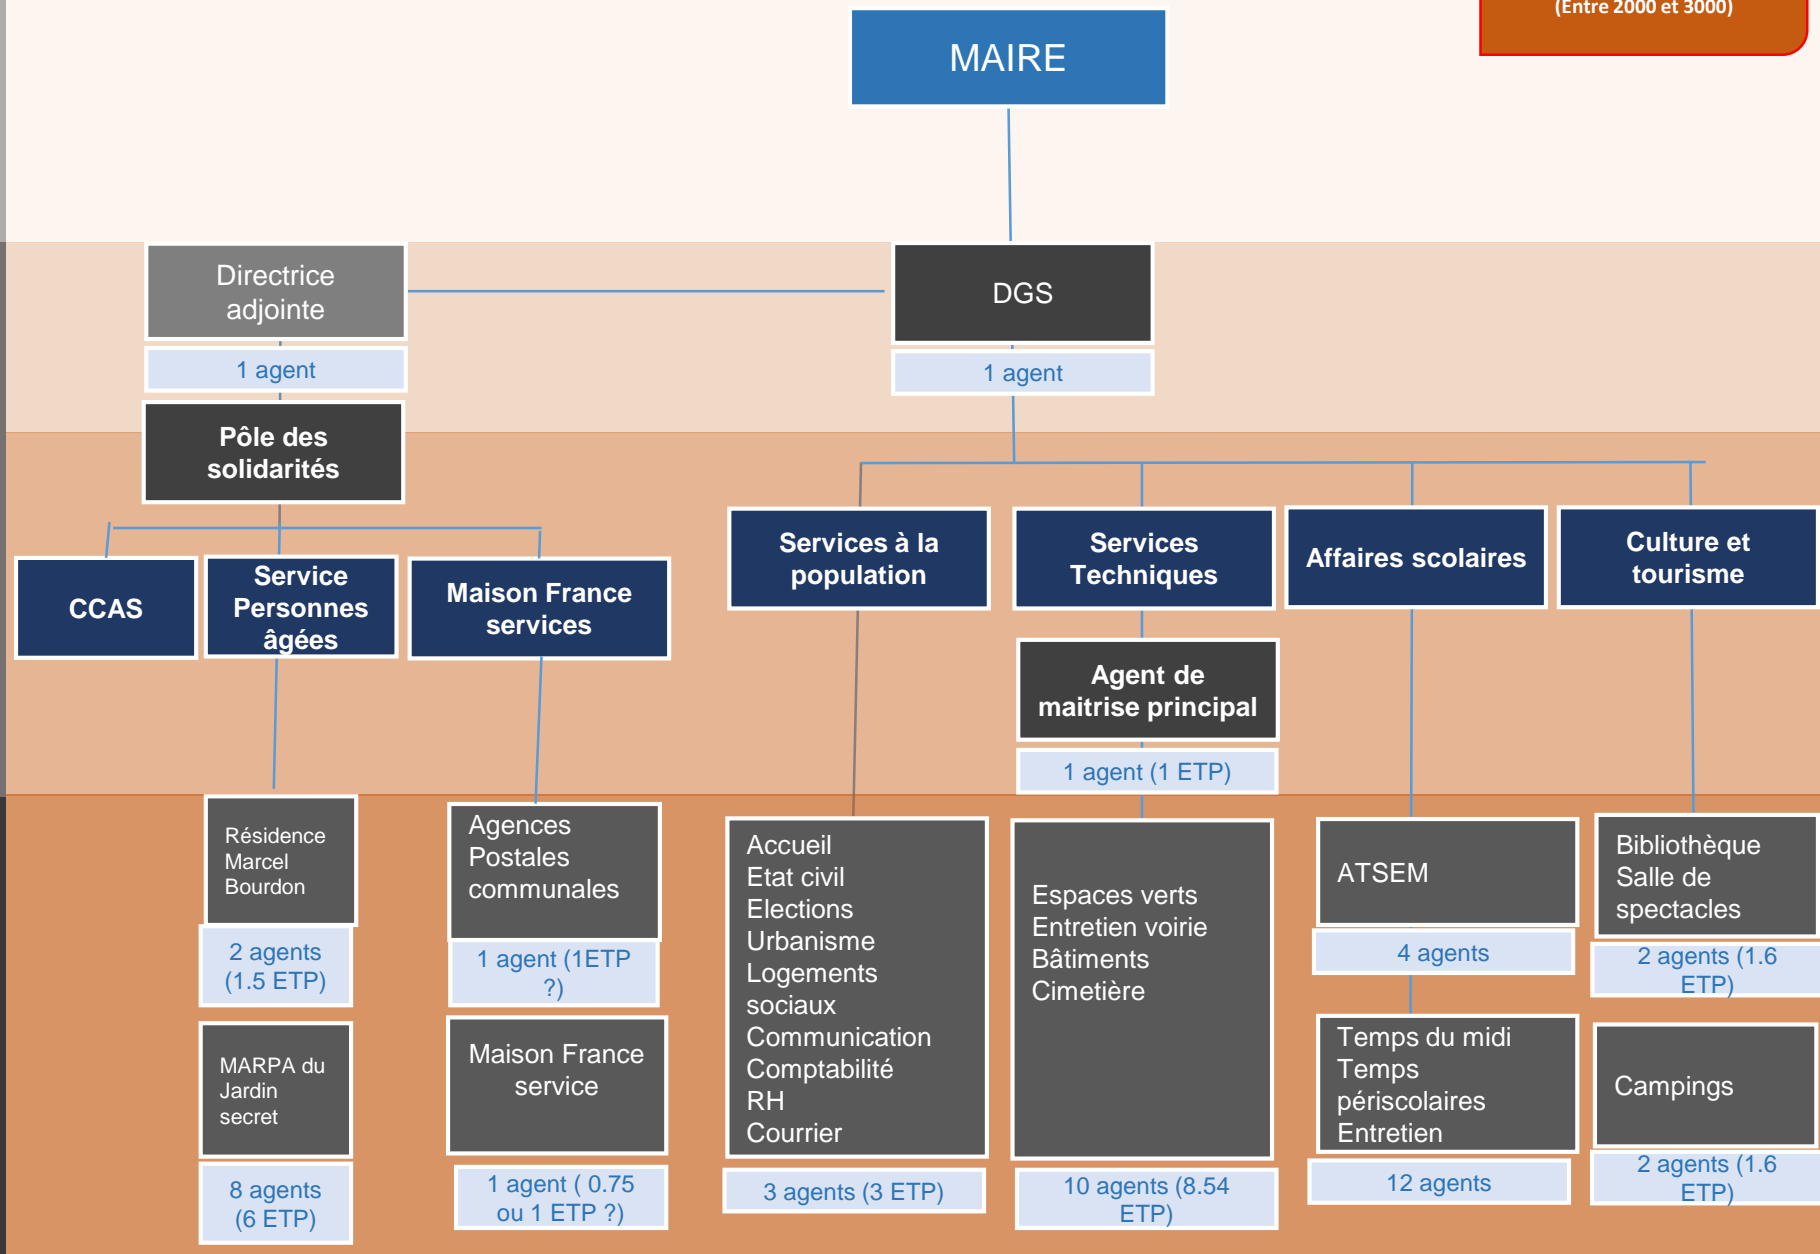 (Entre 2000 et 3000)
MAIRE
Directrice
adjointe
1 agent
DGS
1 agent
Pôle des
solidarités
CCAS
Service
Personnes
âgées
Maison France
services
Services à la
population
Services
Techniques
Affaires scolaires
Culture et
tourisme
Agent de
maitrise principal
1 agent (1 ETP)
Résidence
Marcel
Bourdon
2 agents
(1.5 ETP)
MARPA du
Jardin
secret
8 agents
(6 ETP)
Agences
Postales
communales
1 agent (1ETP
?)
Maison France
service
1 agent ( 0.75
ou 1 ETP ?)
Accueil
Etat civil
Elections
Urbanisme
Logements
sociaux
Communication
Comptabilité
RH
Courrier
3 agents (3 ETP)
Espaces verts
Entretien voirie
Bâtiments
Cimetière
10 agents (8.54
ETP)
ATSEM
4 agents
Temps du midi
Temps
périscolaires
Entretien
12 agents
Bibliothèque
Salle de
spectacles
2 agents (1.6
ETP)
Campings
2 agents (1.6
ETP)